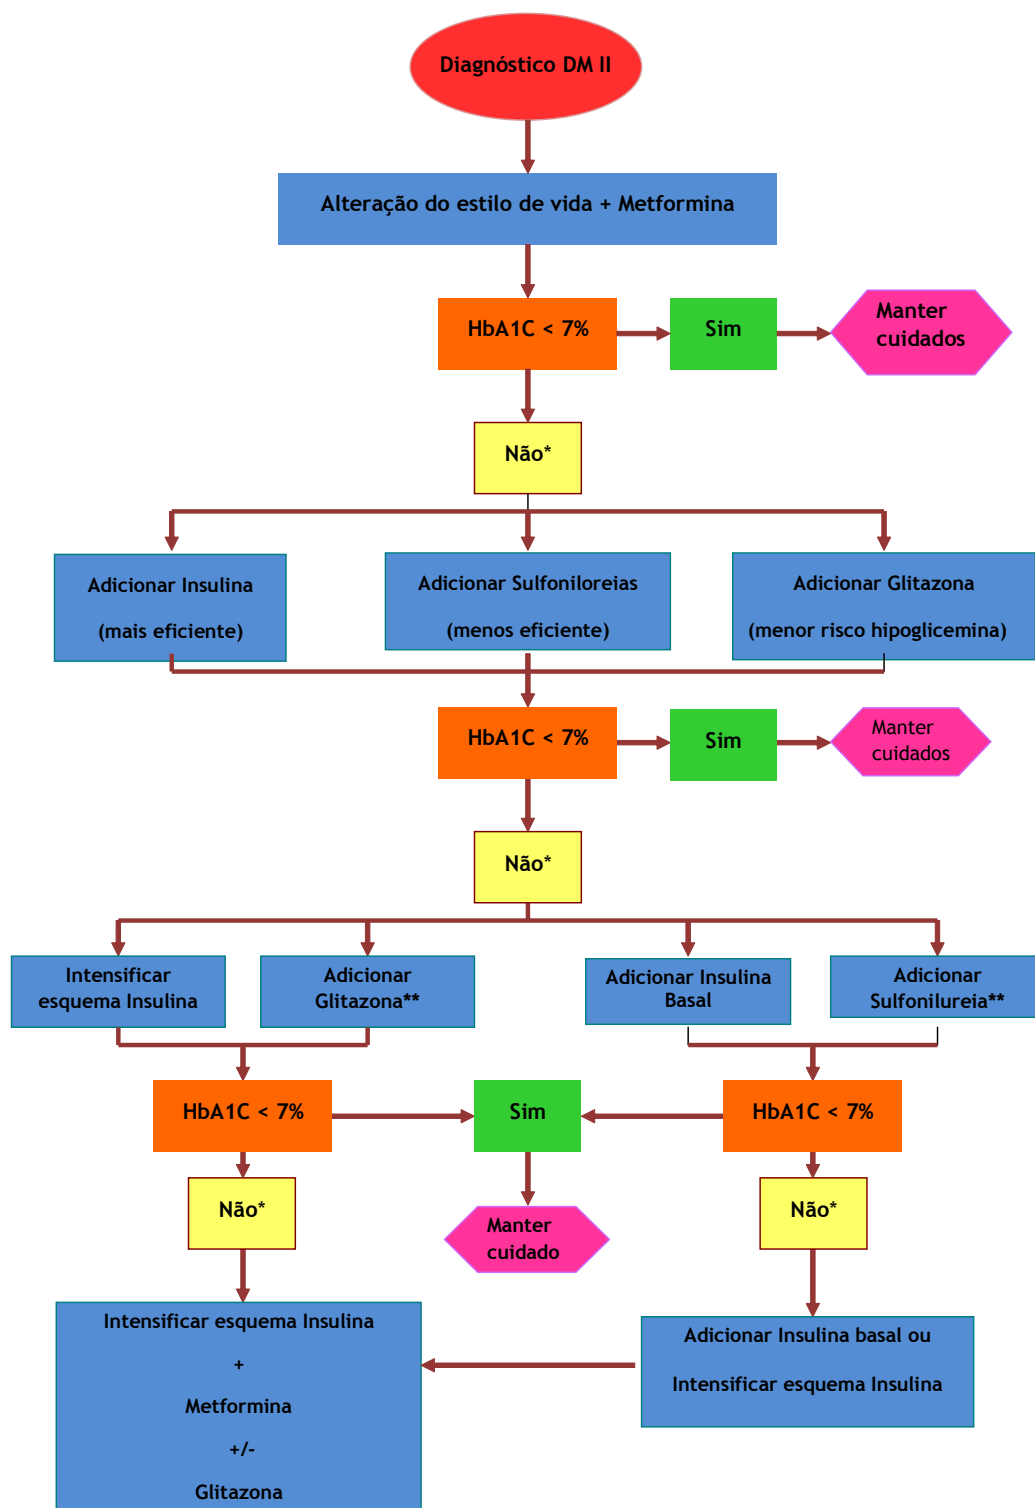 Diagnóstico DM II
Alteração do estilo de vida + Metformina
HbA1C < 7%
Sim
Manter
cuidados
Não*
Adicionar Insulina
(mais eficiente)
Adicionar Sulfoniloreias
(menos eficiente)
Adicionar Glitazona
(menor risco hipoglicemina)
HbA1C < 7%
Sim
Manter
cuidados
Não*
Intensificar
esquema Insulina
Adicionar
Glitazona**
Adicionar Insulina
Basal
Adicionar
Sulfonilureia**
HbA1C < 7%
Sim
HbA1C < 7%
Não*
Manter
cuidado
Não*
Intensificar esquema Insulina
+
Metformina
+/-
Glitazona
Adicionar Insulina basal ou
Intensificar esquema Insulina